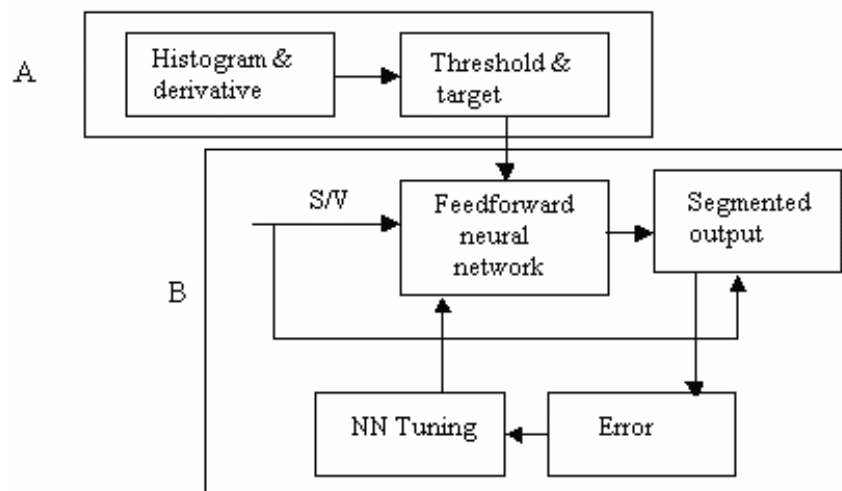 A
Histogram &
derivative
Threshold &
target
B
S/V
Feedforward
neural
network
Segmented
output
NN Tuning
Error